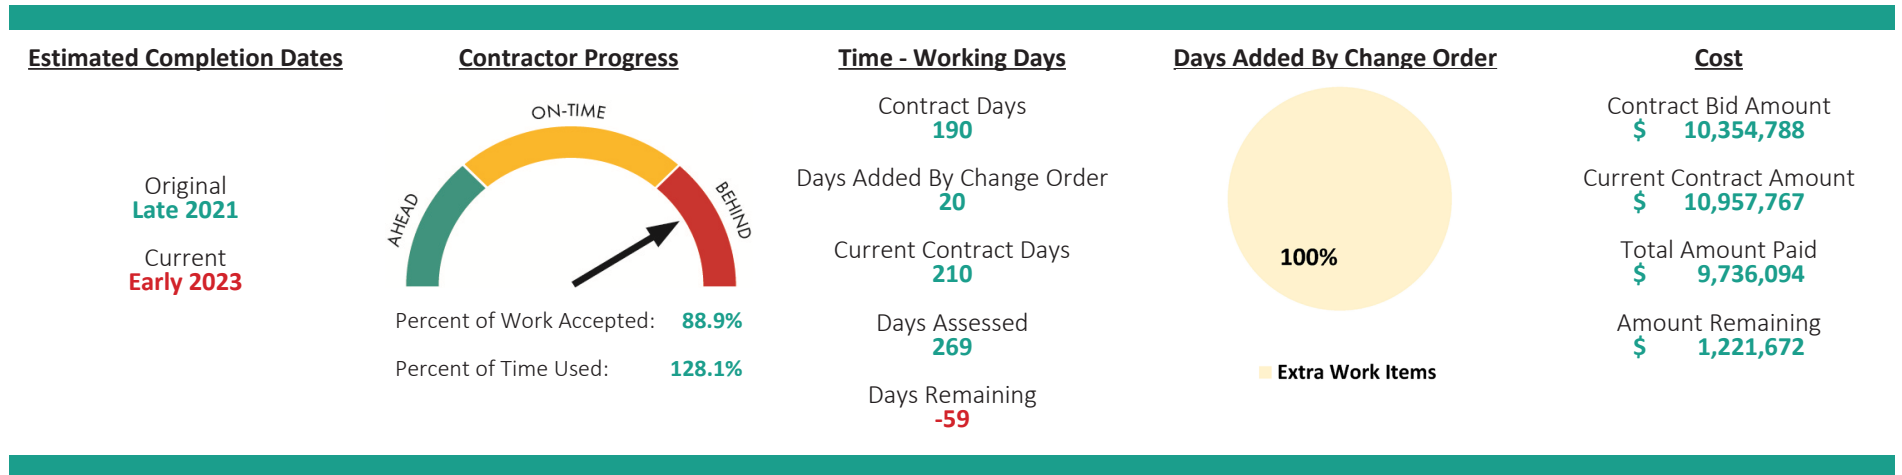 Estimated Completion Dates
Original
Late 2021
Current
Early 2023
Contractor Progress
AHEAD
ON-TIME
BEHIND
Percent of Work Accepted: 88.9%
Percent of Time Used: 128.1%
Time - Working Days
Contract Days
190
Days Added By Change Order
20
Current Contract Days
210
Days Assessed
269
Days Remaining
-59
Days Added By Change Order
100%
Extra Work Items
Cost
Contract Bid Amount
$ 10,354,788
Current Contract Amount
$ 10,957,767
Total Amount Paid
$ 9,736,094
Amount Remaining
$ 1,221,672